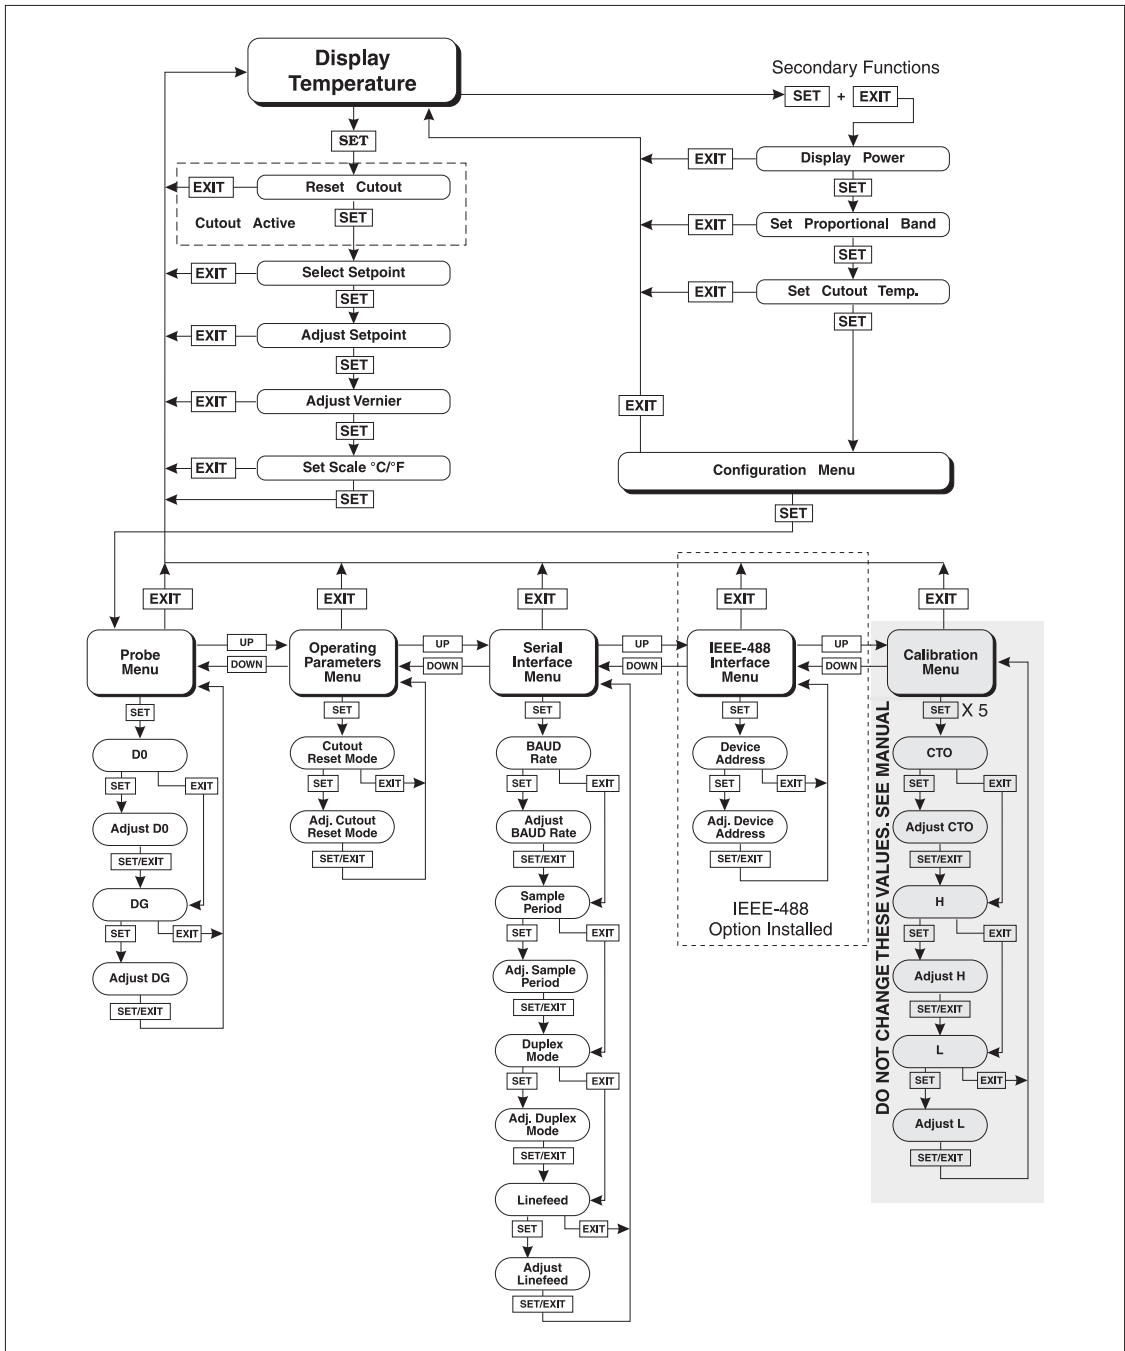 Display
Temperature
Secondary Functions
SET + EXIT
SET
EXIT
Reset Cutout
Cutout Active
SET
EXIT
Select Setpoint
SET
EXIT
Adjust Setpoint
SET
EXIT
Adjust Vernier
SET
EXIT
Set Scale °C/°F
SET
EXIT
Display Power
SET
EXIT
Set Proportional Band
SET
EXIT
Set Cutout Temp.
SET
EXIT
Configuration Menu
SET
EXIT
EXIT
EXIT
EXIT
EXIT
Probe
Menu
UP
DOWN
Operating
Parameters
Menu
UP
DOWN
Serial
Interface
Menu
UP
DOWN
IEEE-488
Interface
Menu
UP
DOWN
Calibration
Menu
SET
D0
SET
EXIT
Adjust D0
SET/EXIT
DG
SET
EXIT
Adjust DG
SET/EXIT
SET
Cutout
Reset Mode
SET
EXIT
Adj. Cutout
Reset Mode
SET/EXIT
SET
BAUD
Rate
SET
EXIT
Adjust
BAUD Rate
SET/EXIT
Sample
Period
SET
EXIT
Adj. Sample
Period
SET/EXIT
Duplex
Mode
SET
EXIT
Adj. Duplex
Mode
SET/EXIT
Linefeed
SET
EXIT
Adjust
Linefeed
SET/EXIT
SET
Device
Address
SET
EXIT
Adj. Device
Address
SET/EXIT
IEEE-488
Option Installed
DO NOT CHANGE THESE VALUES. SEE MANUAL
SET X 5
CTO
SET
EXIT
Adjust CTO
SET/EXIT
H
SET
EXIT
Adjust H
SET/EXIT
L
SET
EXIT
Adjust L
SET/EXIT